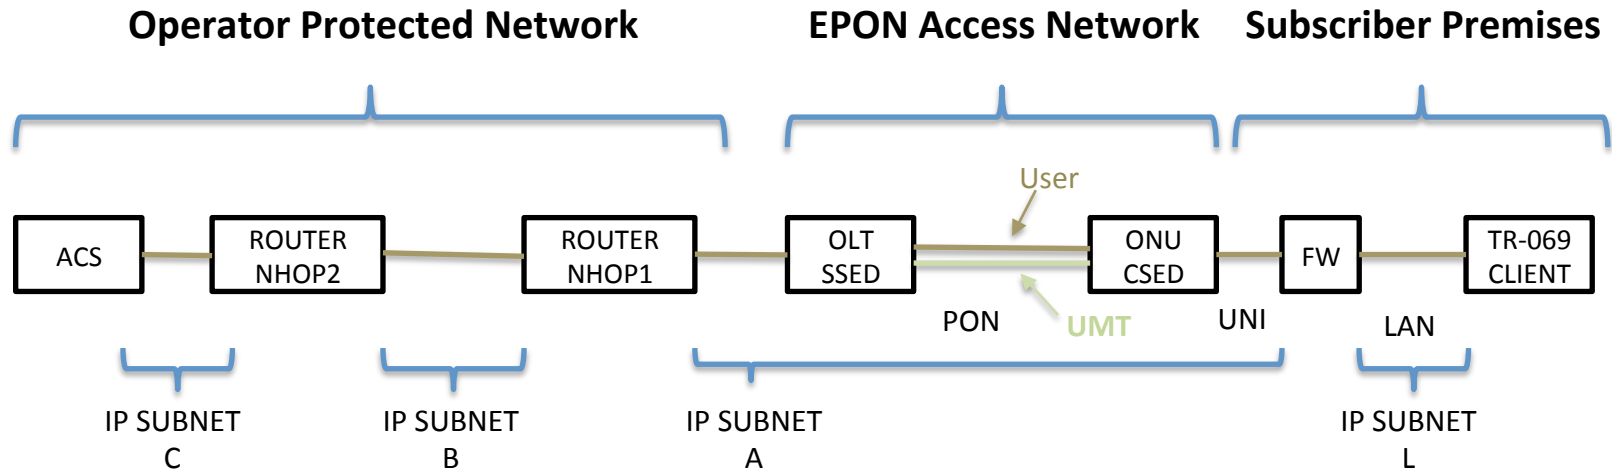 Operator Protected Network
EPON Access Network
Subscriber Premises
User
ACS
ROUTER
NHOP2
ROUTER
NHOP1
OLT
SSED
ONU
CSED
FW
TR-069
CLIENT
PON
UMT
UNI
LAN
IP SUBNET
C
IP SUBNET
B
IP SUBNET
A
IP SUBNET
L